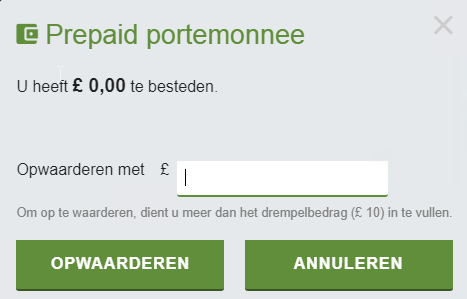 Prepaid portemonnee
U heeft £ 0,00 te besteden.
Opwaarderen met £
Om op te waarderen, dient u meer dan het drempelbedrag (£ 10) in te vullen.
OPWAARDEREN ANNULEREN